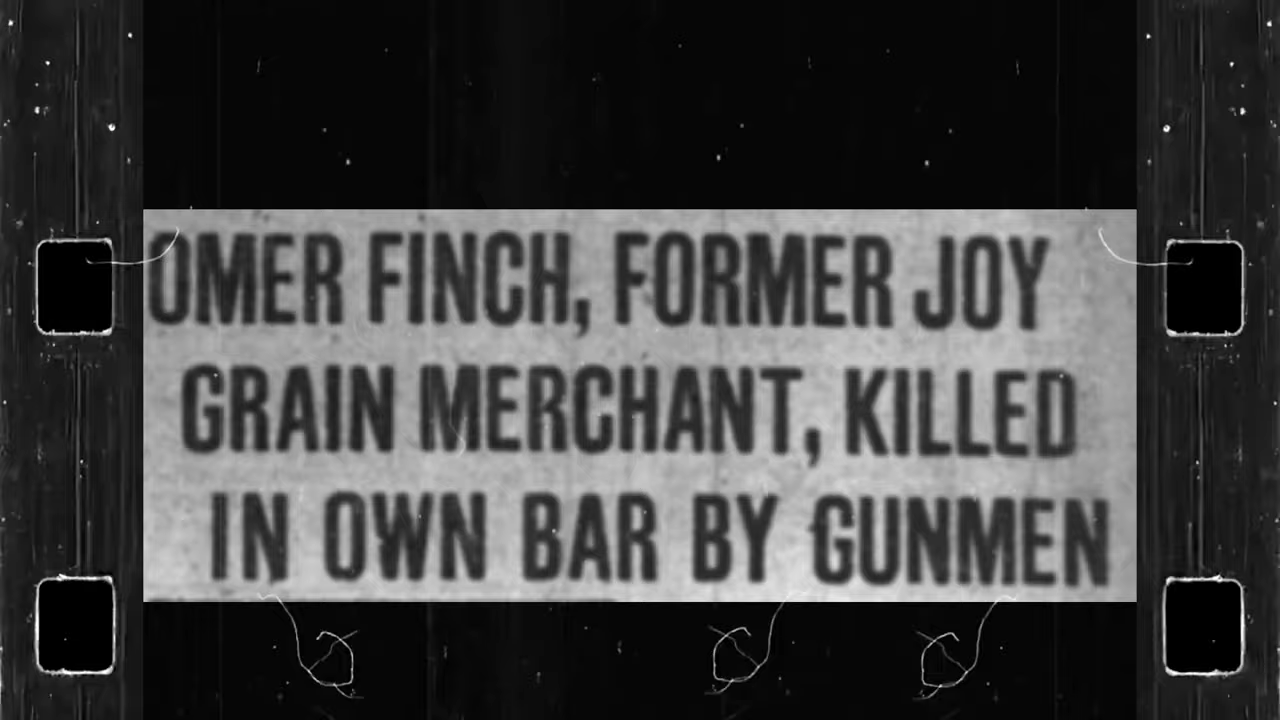 OMER FINCH, FORMER JOY
GRAIN MERCHANT, KILLED
IN OWN BAR BY GUNMEN